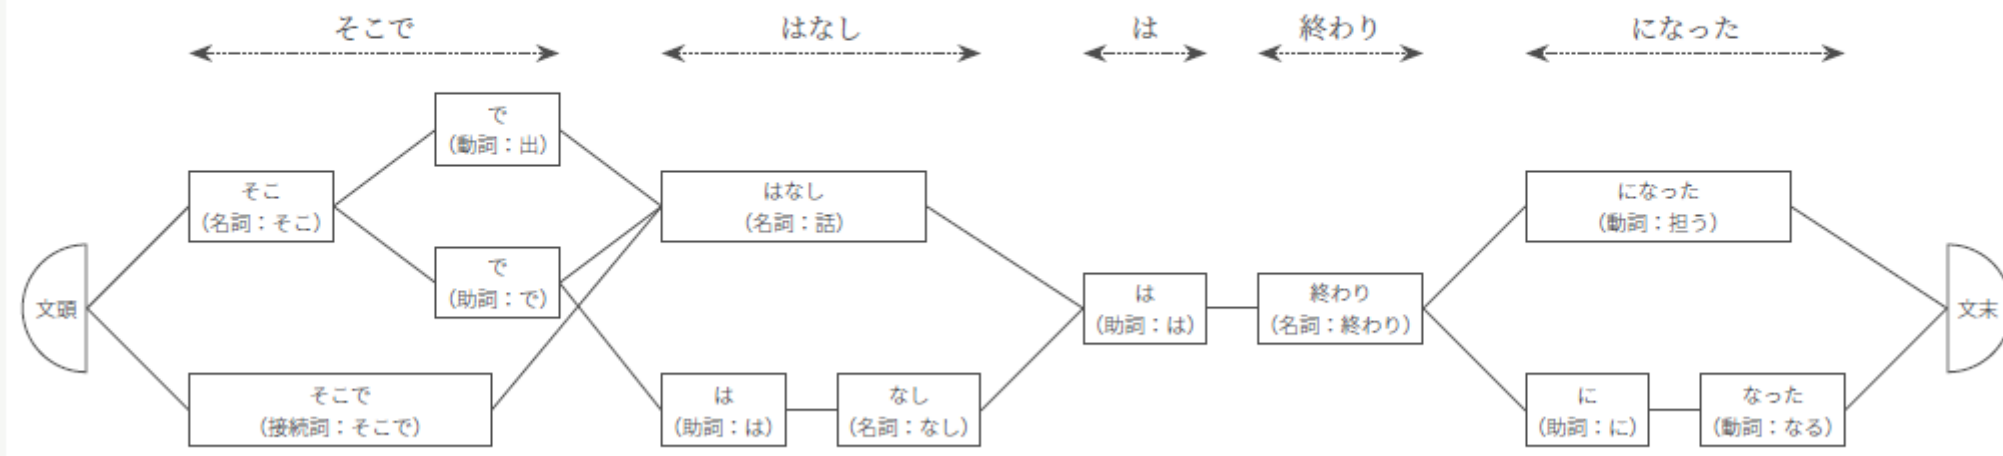 そこで
はなし
は
終わり
になった
で
（動詞：出）
そこ
（名詞：そこ）
はなし
（名詞：話）
になった
（動詞：担う）
で
（助詞：で）
は
（助詞：は）
終わり
（名詞：終わり）
文頭
文末
そこで
（接続詞：そこで）
は
（助詞：は）
なし
（名詞：なし）
に
（助詞：に）
なった
（動詞：なる）